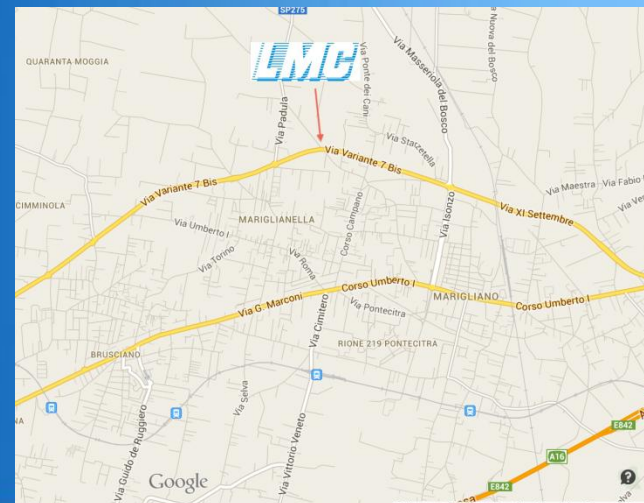 SP275
QUARANTA MOGGIA
LMC
Via Ponte dei Cani
Via Masseriola del Bosco
Via Nuova del Bosco
Via Padula
Via Stazzetella
Via Variante 7 Bis
Via Variante 7 Bis
Via Maestra
Via Fabio
CIMMINOLA
MARIGLIANELLA
Via Umberto I
Corso Campano
Via Isonzo
Via XI Settembre
Via Torino
Via Roma
Corso Umberto I
MARIGLIANO
Corso Umberto I
Via G. Marconi
Via Cimitero
Via Pontecitra
RIONE 219 PONTECITRA
BRUSCIANO
Via Selva
Via Guido de Ruggiero
Via Vittorio Veneto
E842
A16
E842
Google